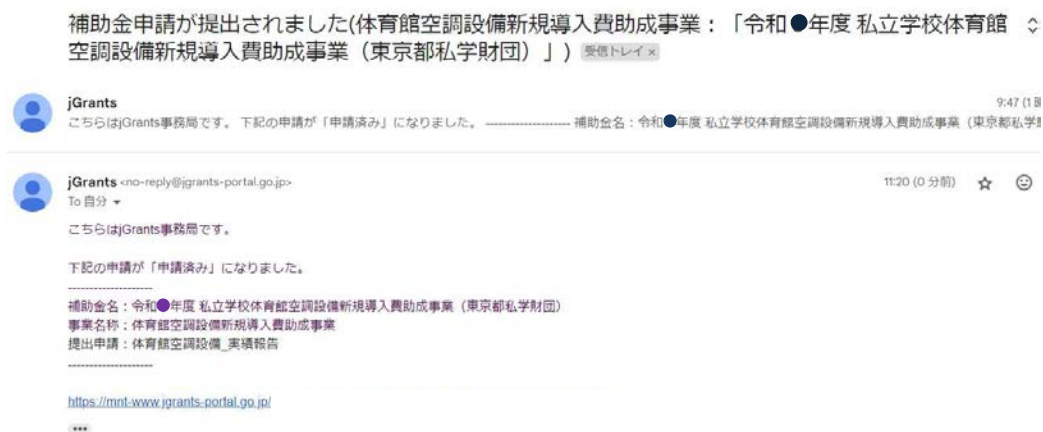 補助金申請が提出されました(体育館空調設備新規導入費助成事業：「令和●年度 私立学校体育館
空調設備新規導入費助成事業（東京都私学財団）」) 受信トレイ ×
jGrants
9:47 (1
こちらはjGrants事務局です。 下記の申請が「申請済み」になりました。 -------------------- 補助金名：令和●年度 私立学校体育館空調設備新規導入費助成事業（東京都私学
jGrants <no-reply@jgrants-portal.go.jp>
11:20 (0 分前)
To 自分
こちらはjGrants事務局です。
下記の申請が「申請済み」になりました。
--------------------
補助金名：令和●年度 私立学校体育館空調設備新規導入費助成事業（東京都私学財団）
事業名称：体育館空調設備新規導入費助成事業
提出申請：体育館空調設備_実績報告
--------------------
https://mnt-www.jgrants-portal.go.jp/
•••